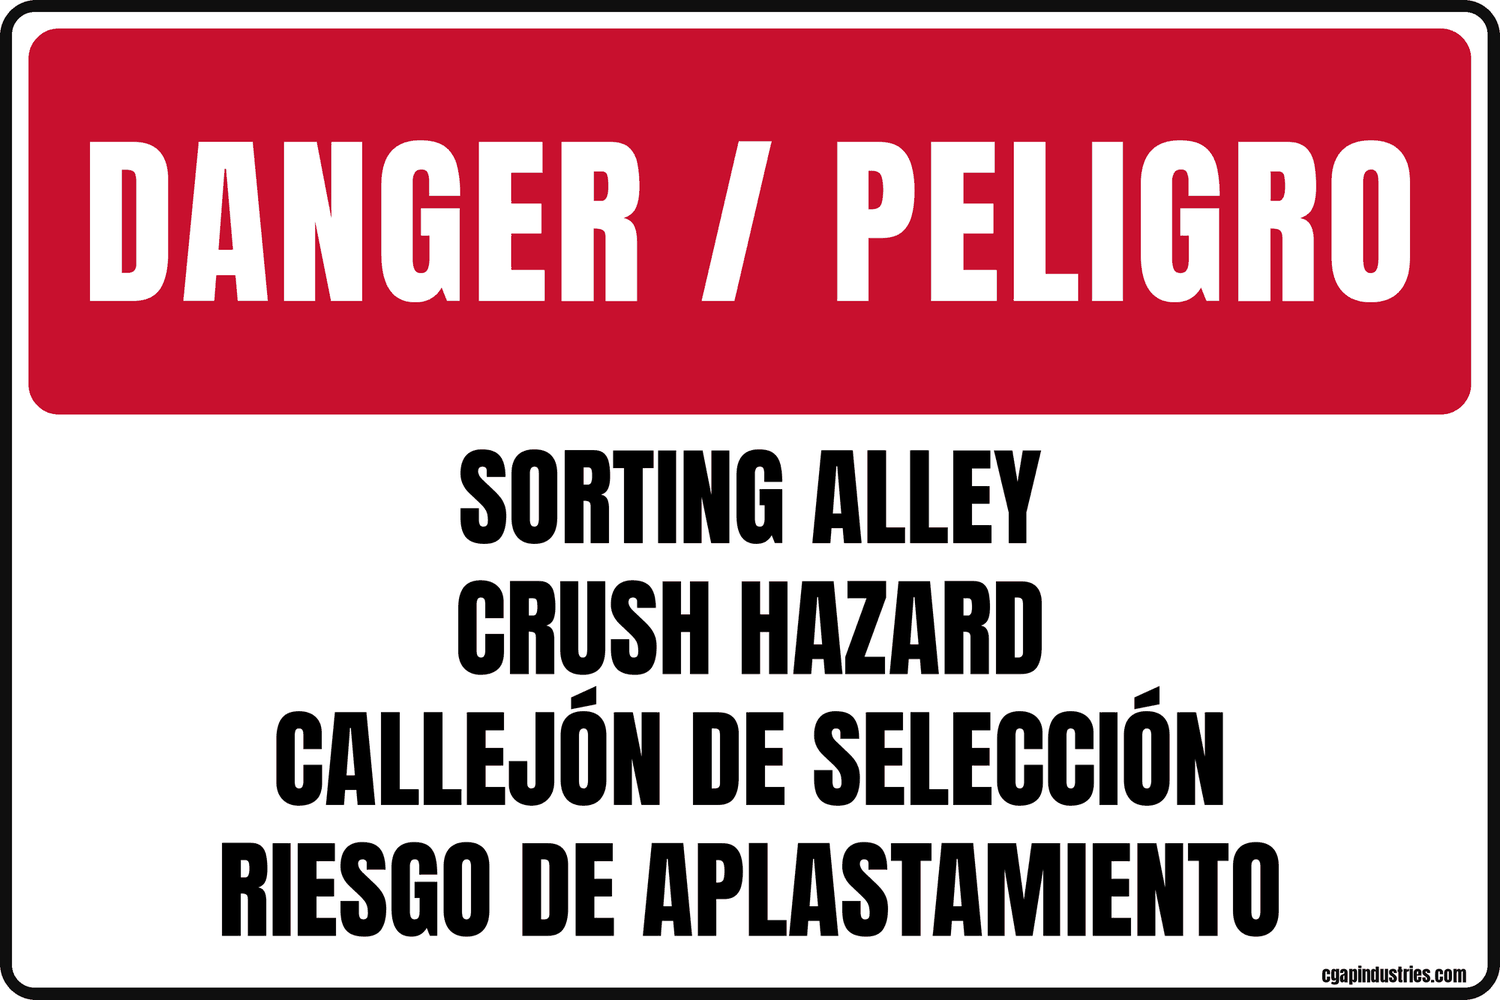 DANGER / PELIGRO
SORTING ALLEY
CRUSH HAZARD
CALLEJÓN DE SELECCIÓN
RIESGO DE APLASTAMIENTO
cgapindustries.com